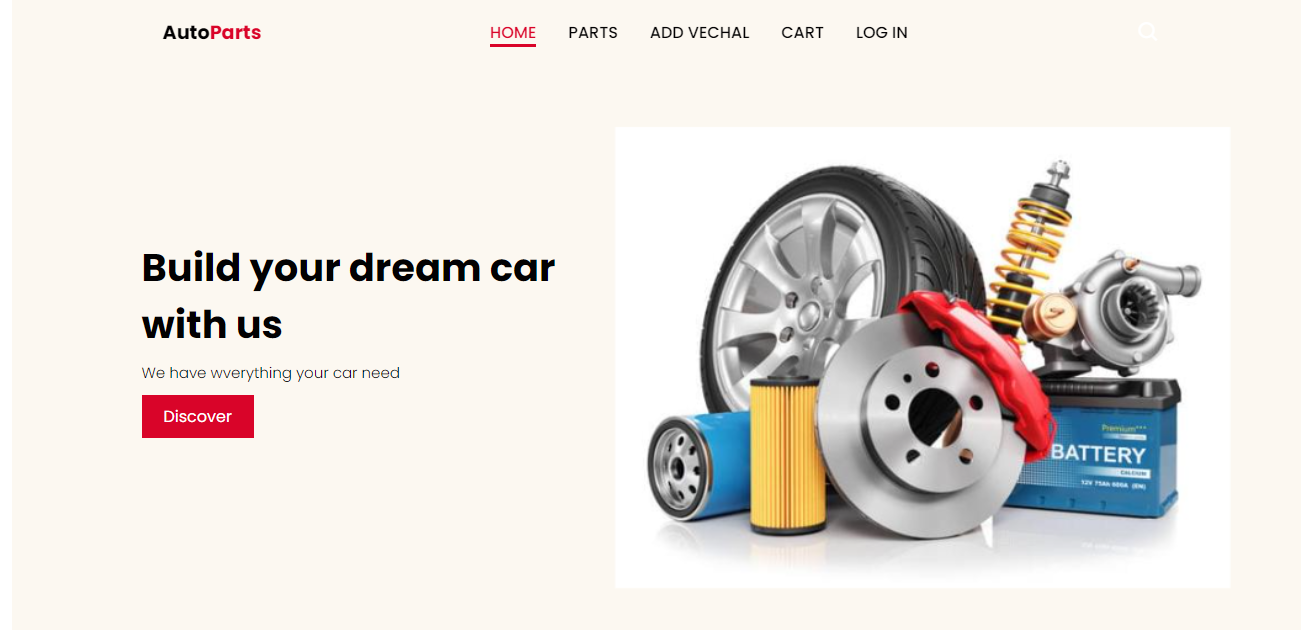 AutoParts
HOME
PARTS
ADD VECHAL
CART
LOG IN
Build your dream car
with us
We have wverything your car need
Discover
Premium***
BATTERY
CALCIUM
12V 75Ah 600A (EN)